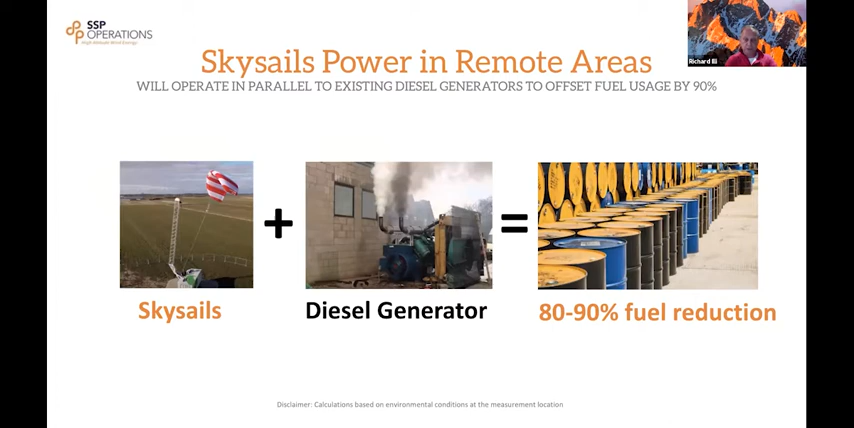 SSP
OPERATIONS
High Altitude Wind Energy
Richard Ili
Skysails Power in Remote Areas
WILL OPERATE IN PARALLEL TO EXISTING DIESEL GENERATORS TO OFFSET FUEL USAGE BY 90%
+
=
Skysails
Diesel Generator
80-90% fuel reduction
Disclaimer: Calculations based on environmental conditions at the measurement location